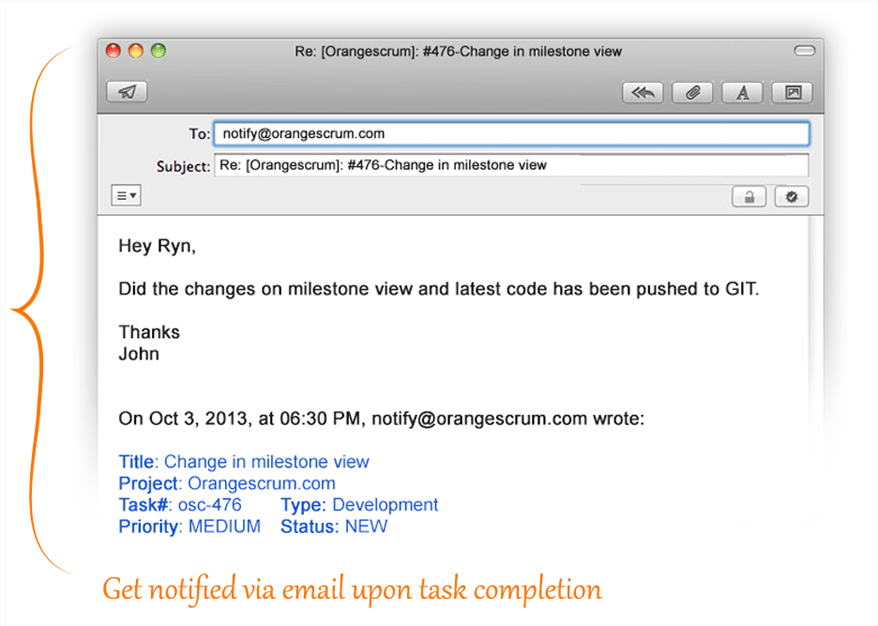 Re: [Orangescrum]: #476-Change in milestone view
To: notify@orangescrum.com
Subject: Re: [Orangescrum]: #476-Change in milestone view
Hey Ryn,
Did the changes on milestone view and latest code has been pushed to GIT.
Thanks
John
On Oct 3, 2013, at 06:30 PM, notify@orangescrum.com wrote:
Title: Change in milestone view
Project: Orangescrum.com
Task#: osc-476 Type: Development
Priority: MEDIUM Status: NEW
Get notified via email upon task completion